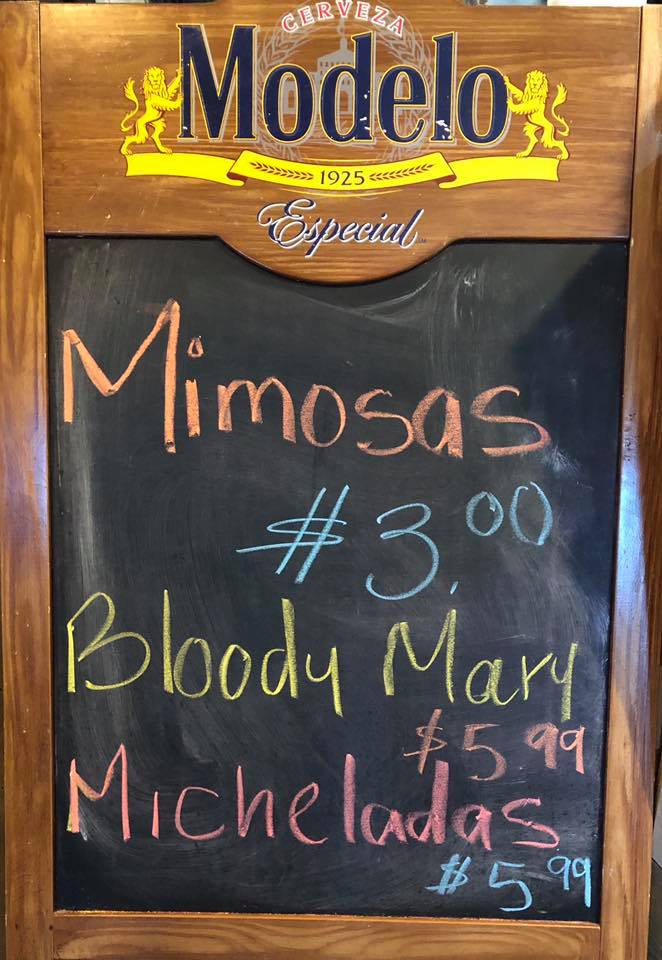 CERVEZA
Modelo
1925
Especial
Mimosas
$3.00
Bloody Mary
$5.99
Micheladas
$5.99